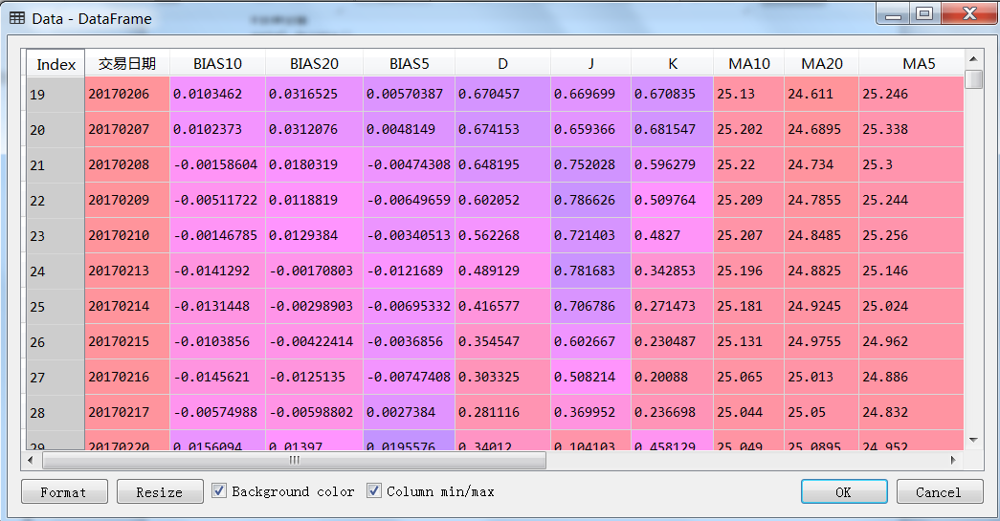 Data - DataFrame
Index 交易日期 BIAS10 BIAS20 BIAS5 D J K MA10 MA20 MA5
19 20170206 0.0103462 0.0316525 0.00570387 0.670457 0.669699 0.670835 25.13 24.611 25.246
20 20170207 0.0102373 0.0312076 0.0048149 0.674153 0.659366 0.681547 25.202 24.6895 25.338
21 20170208 -0.00158604 0.0180319 -0.00474308 0.648195 0.752028 0.596279 25.22 24.734 25.3
22 20170209 -0.00511722 0.0118819 -0.00649659 0.602052 0.786626 0.509764 25.209 24.7855 25.244
23 20170210 -0.00146785 0.0129384 -0.00340513 0.562268 0.721403 0.4827 25.207 24.8485 25.256
24 20170213 -0.0141292 -0.00170803 -0.0121689 0.489129 0.781683 0.342853 25.196 24.8825 25.146
25 20170214 -0.0131448 -0.00298903 -0.00695332 0.416577 0.706786 0.271473 25.181 24.9245 25.024
26 20170215 -0.0103856 -0.00422414 -0.0036856 0.354547 0.602667 0.230487 25.131 24.9755 24.962
27 20170216 -0.0145621 -0.0125135 -0.00747408 0.303325 0.508214 0.20088 25.065 25.013 24.886
28 20170217 -0.00574988 -0.00598802 0.0027384 0.281116 0.369952 0.236698 25.044 25.05 24.832
29 20170220 0.0156094 0.01397 0.0195576 0.34012 0.104103 0.458129 25.049 25.0895 24.952
Format Resize Background color Column min/max OK Cancel